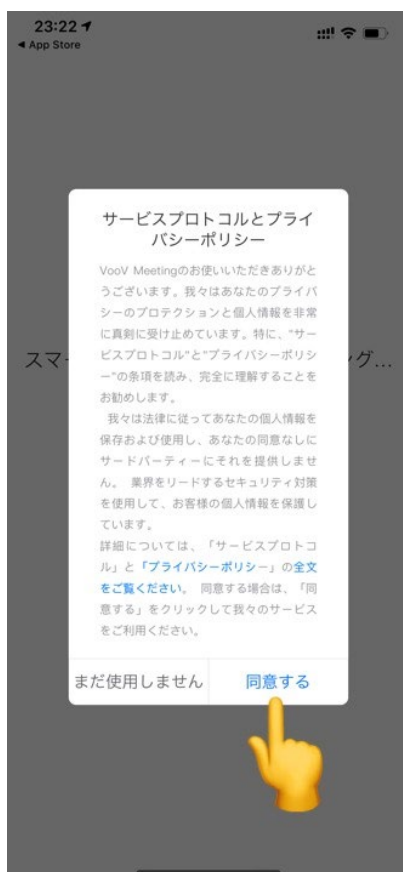 23:22
◀ App Store
サービスプロトコルとプライ
バシーポリシー
VooV Meetingのお使いいただきありがと
うございます。我々はあなたのプライバ
シーのプロテクションと個人情報を非常
に真剣に受け止めています。特に、"サー
ビスプロトコル"と"プライバシーポリシ
ー"の条項を読み、完全に理解することを
お勧めします。
我々は法律に従ってあなたの個人情報を
保存および使用し、あなたの同意なしに
サードパーティーにそれを提供しませ
ん。 業界をリードするセキュリティ対策
を使用して、お客様の個人情報を保護し
ています。
詳細については、「サービスプロトコ
ル」と「プライバシーポリシー」の全文
をご覧ください。 同意する場合は、「同
意する」をクリックして我々のサービス
をご利用ください。
スマー
グ...
まだ使用しません
同意する